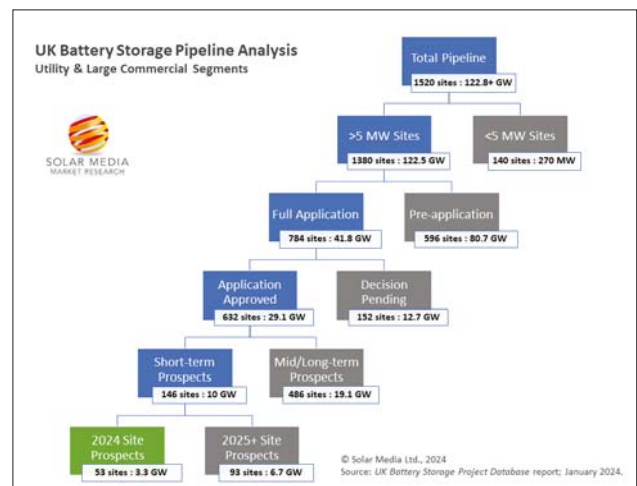 UK Battery Storage Pipeline Analysis
Utility & Large Commercial Segments
SOLAR MEDIA
MARKET RESEARCH
Total Pipeline
1520 sites : 122.8+ GW
>5 MW Sites
1380 sites : 122.5 GW
<5 MW Sites
140 sites : 270 MW
Full Application
784 sites : 41.8 GW
Pre-application
596 sites : 80.7 GW
Application
Approved
632 sites : 29.1 GW
Decision
Pending
152 sites : 12.7 GW
Short-term
Prospects
146 sites : 10 GW
Mid/Long-term
Prospects
486 sites : 19.1 GW
2024 Site
Prospects
53 sites : 3.3 GW
2025+ Site
Prospects
93 sites : 6.7 GW
© Solar Media Ltd., 2024
Source: UK Battery Storage Project Database report; January 2024.